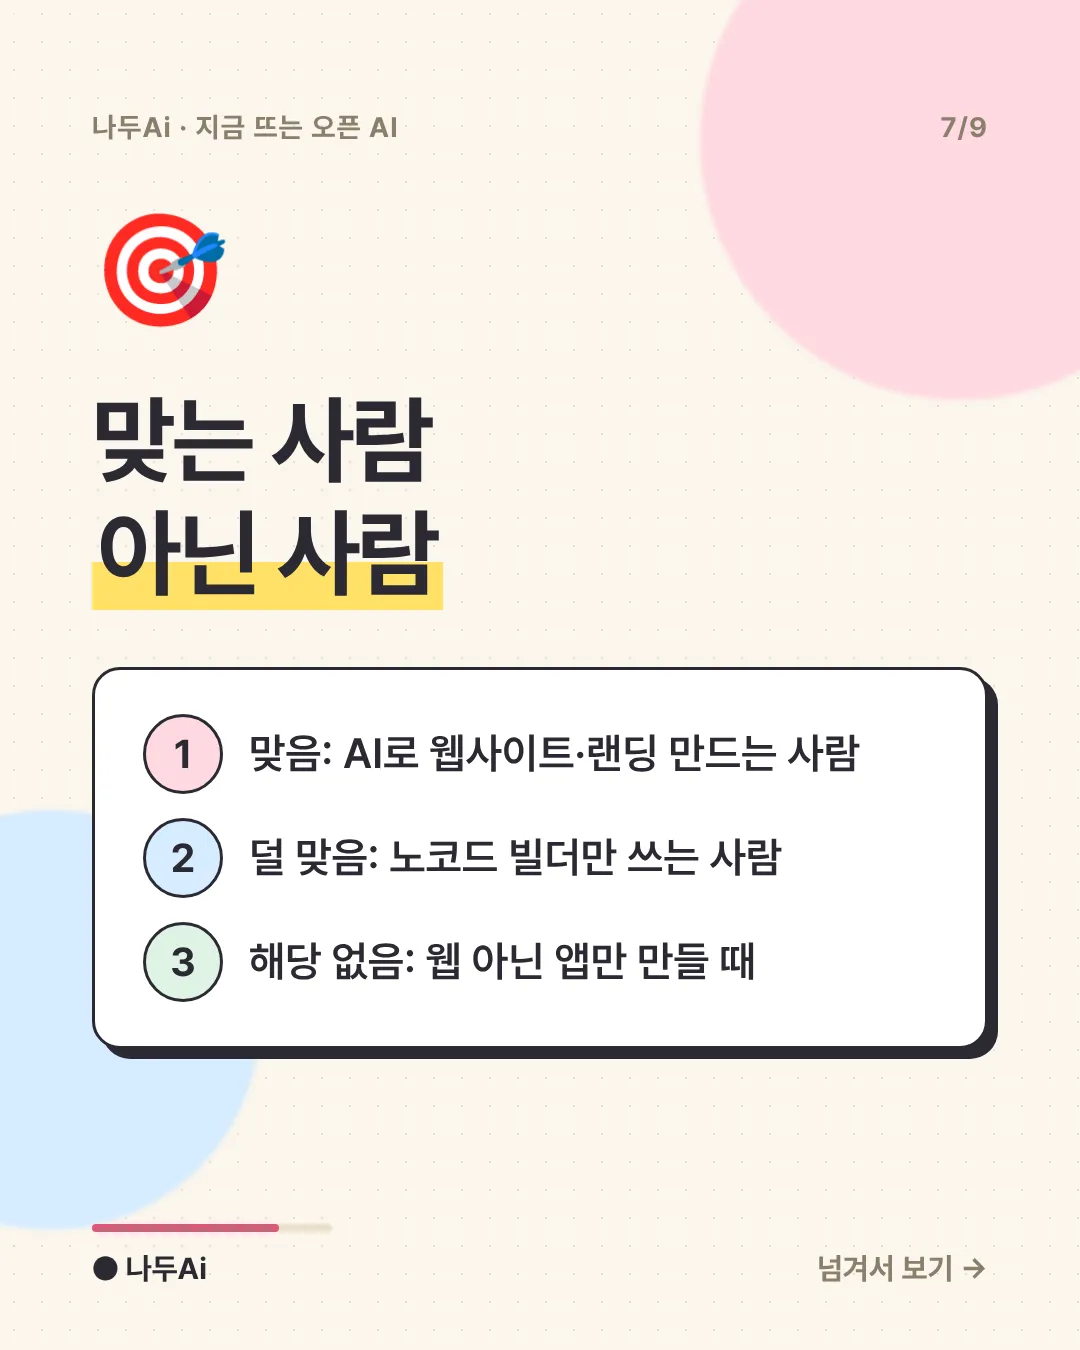 나두Ai · 지금 뜨는 오픈 AI
7/9
맞는 사람
아닌 사람
1 맞음: AI로 웹사이트·랜딩 만드는 사람
2 덜 맞음: 노코드 빌더만 쓰는 사람
3 해당 없음: 웹 아닌 앱만 만들 때
● 나두Ai
넘겨서 보기 →